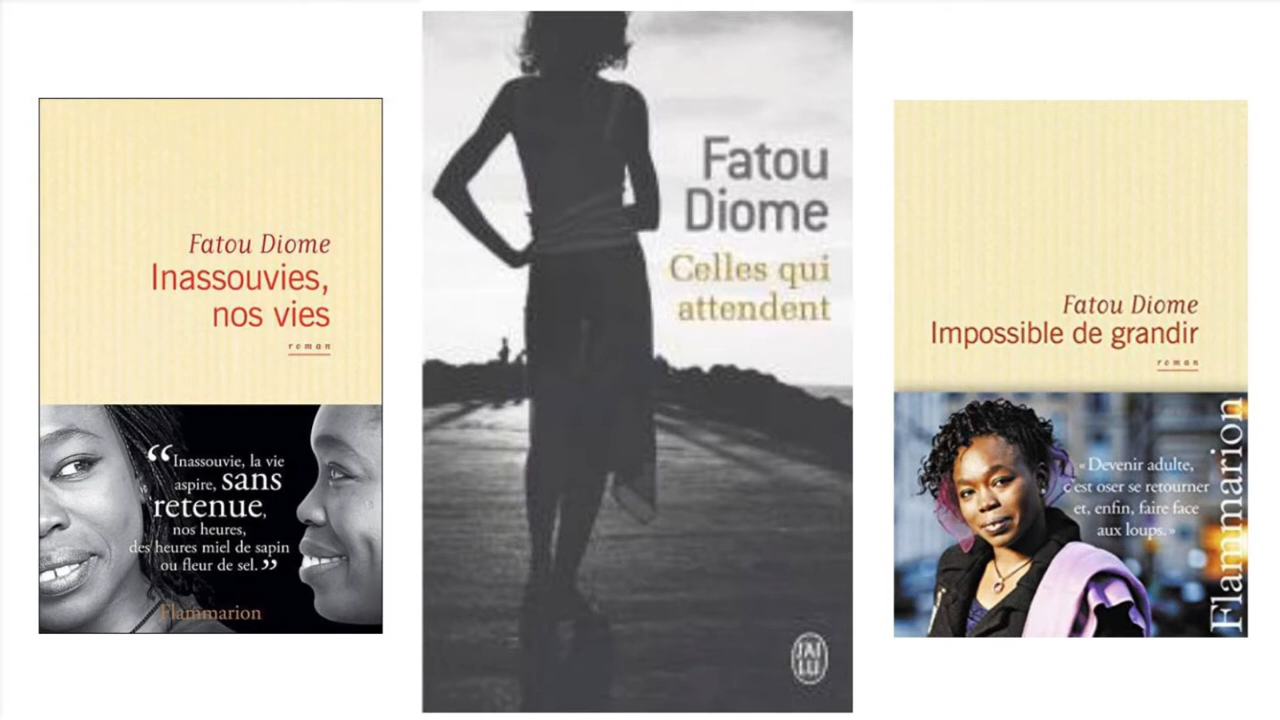 Fatou Diome
Inassouvies,
nos vies
roman
“Inassouvie, la vie
aspire, sans
retenue,
nos heures,
des heures miel de sapin
ou fleur de sel.”
Flammarion
Fatou
Diome
Celles qui
attendent
J'AI
LU
Fatou Diome
Impossible de grandir
roman
« Devenir adulte,
c'est oser se retourner
et, enfin, faire face
aux loups. »
Flammarion